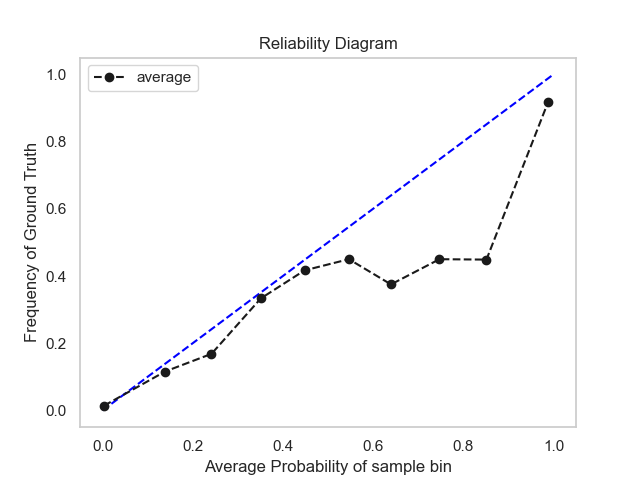 Reliability Diagram
average
Frequency of Ground Truth
1.0
0.8
0.6
0.4
0.2
0.0
0.0 0.2 0.4 0.6 0.8 1.0
Average Probability of sample bin